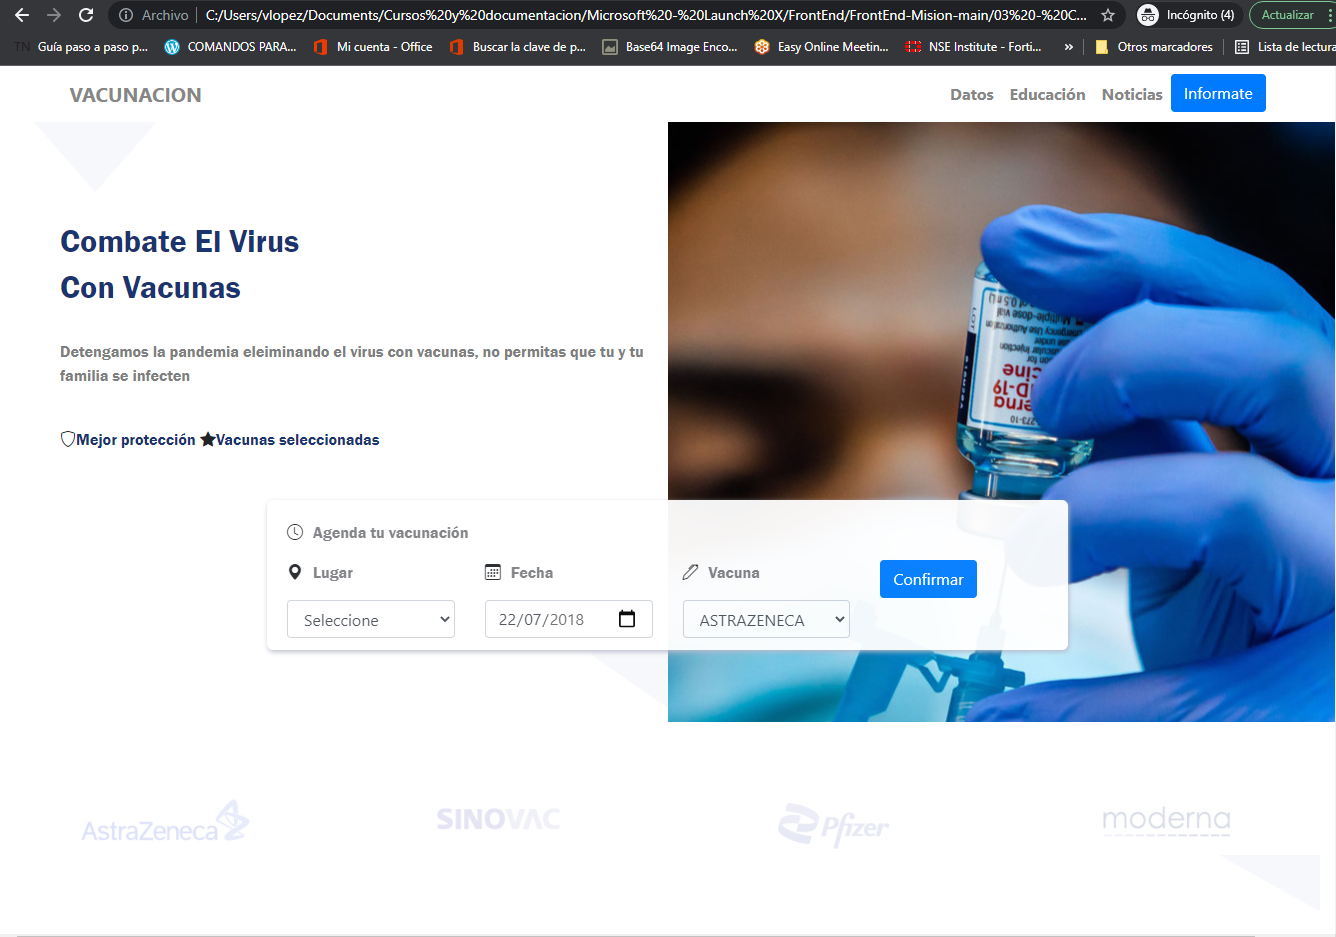 Archivo C:/Users/vlopez/Documents/Cursos%20y%20documentacion/Microsoft%20-%20Launch%20X/FrontEnd/FrontEnd-Mision-main/03%20-%20C... Incógnito (4) Actualizar
TN Guía paso a paso p... COMANDOS PARA... Mi cuenta - Office Buscar la clave de p... Base64 Image Enco... Easy Online Meetin... NSE Institute - Forti... » Otros marcadores Lista de lectura
VACUNACION Datos Educación Noticias Informate
Combate El Virus
Con Vacunas
Detengamos la pandemia eleiminando el virus con vacunas, no permitas que tu y tu
familia se infecten
Mejor protección Vacunas seleccionadas
Agenda tu vacunación
Lugar Fecha Vacuna Confirmar
Seleccione 22/07/2018 ASTRAZENECA
AstraZeneca SINOVAC Pfizer moderna